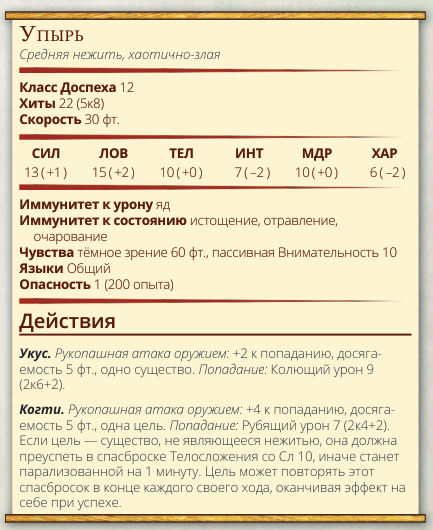 Упырь
Средняя нежить, хаотично-злая
Класс Доспеха 12
Хиты 22 (5к8)
Скорость 30 фт.
СИЛ ЛОВ ТЕЛ ИНТ МДР ХАР
13 (+1) 15 (+2) 10 (+0) 7 (–2) 10 (+0) 6 (–2)
Иммунитет к урону яд
Иммунитет к состоянию истощение, отравление,
очарование
Чувства тёмное зрение 60 фт., пассивная Внимательность 10
Языки Общий
Опасность 1 (200 опыта)
Действия
Укус. Рукопашная атака оружием: +2 к попаданию, досяга-
емость 5 фт., одно существо. Попадание: Колющий урон 9
(2к6+2).
Когти. Рукопашная атака оружием: +4 к попаданию, досяга-
емость 5 фт., одна цель. Попадание: Рубящий урон 7 (2к4+2).
Если цель — существо, не являющееся нежитью, она должна
преуспеть в спасброске Телосложения со Сл 10, иначе станет
парализованной на 1 минуту. Цель может повторять этот
спасбросок в конце каждого своего хода, оканчивая эффект на
себе при успехе.